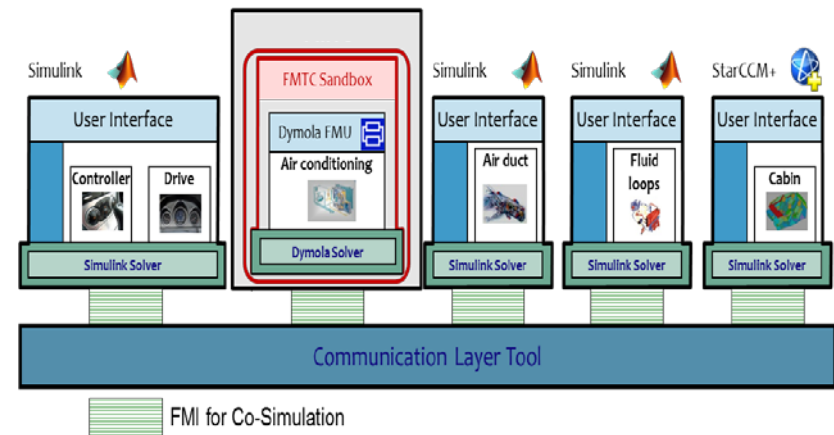 Simulink
User Interface
Controller
Drive
Simulink Solver
FMTC Sandbox
Dymola FMU
Air conditioning
Dymola Solver
Simulink
User Interface
Air duct
Simulink Solver
Simulink
User Interface
Fluid
loops
Simulink Solver
StarCCM+
User Interface
Cabin
Simulink Solver
Communication Layer Tool
FMI for Co-Simulation